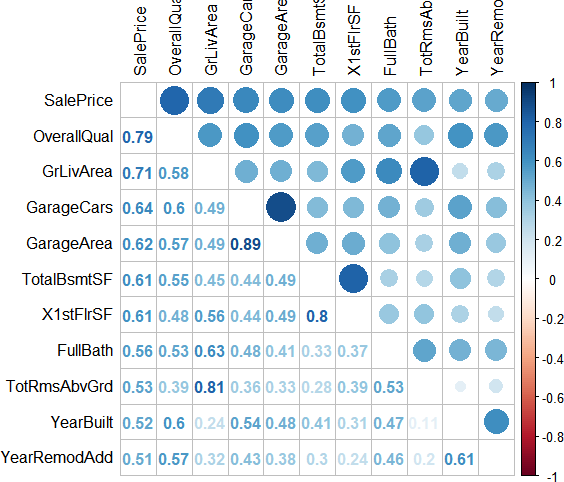 SalePrice OverallQua GrLivArea GarageCars GarageArea TotalBsmtS X1stFlrSF FullBath TotRmsAb YearBuilt YearRemo
1
SalePrice
0.8
OverallQual 0.79
0.6
GrLivArea 0.71 0.58
0.4
GarageCars 0.64 0.6 0.49
0.2
GarageArea 0.62 0.57 0.49 0.89
TotalBsmtSF 0.61 0.55 0.45 0.44 0.49
0
X1stFlrSF 0.61 0.48 0.56 0.44 0.49 0.8
-0.2
FullBath 0.56 0.53 0.63 0.48 0.41 0.33 0.37
-0.4
TotRmsAbvGrd 0.53 0.39 0.81 0.36 0.33 0.28 0.39 0.53
-0.6
YearBuilt 0.52 0.6 0.24 0.54 0.48 0.41 0.31 0.47 0.11
-0.8
YearRemodAdd 0.51 0.57 0.32 0.43 0.38 0.3 0.24 0.46 0.2 0.61
-1